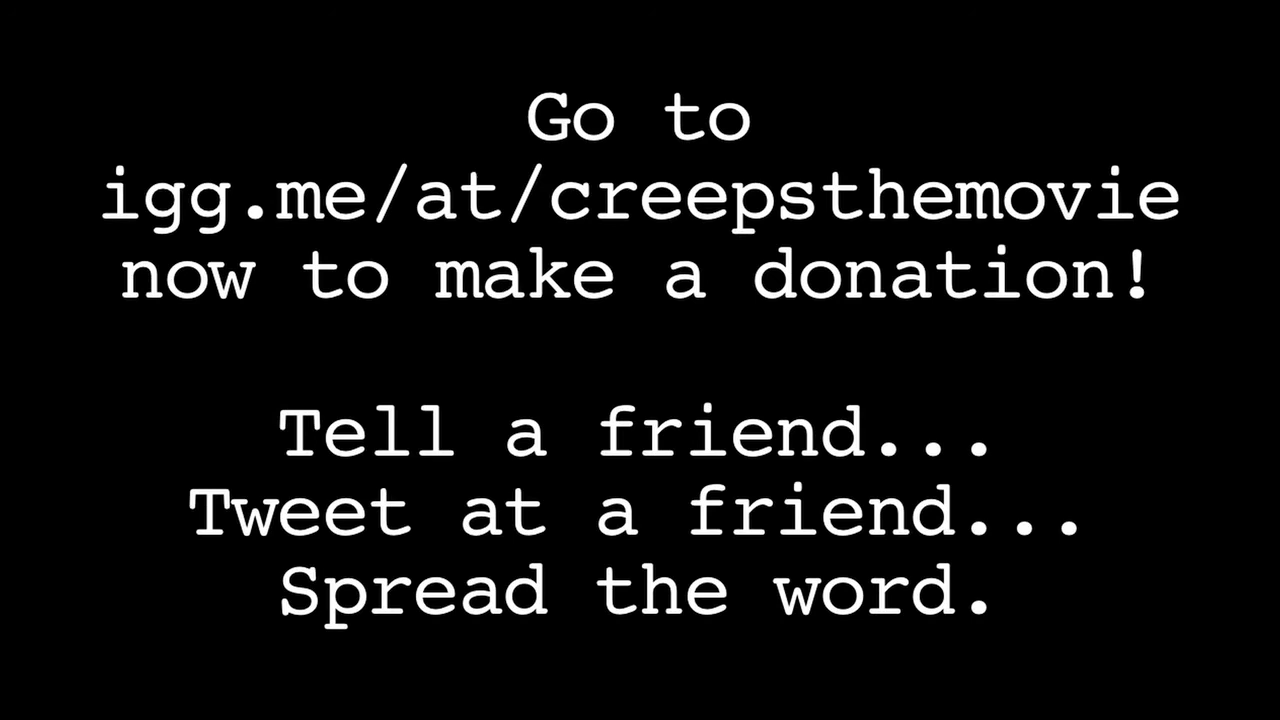 Go to
igg.me/at/creepsthemovie
now to make a donation!
Tell a friend...
Tweet at a friend...
Spread the word.